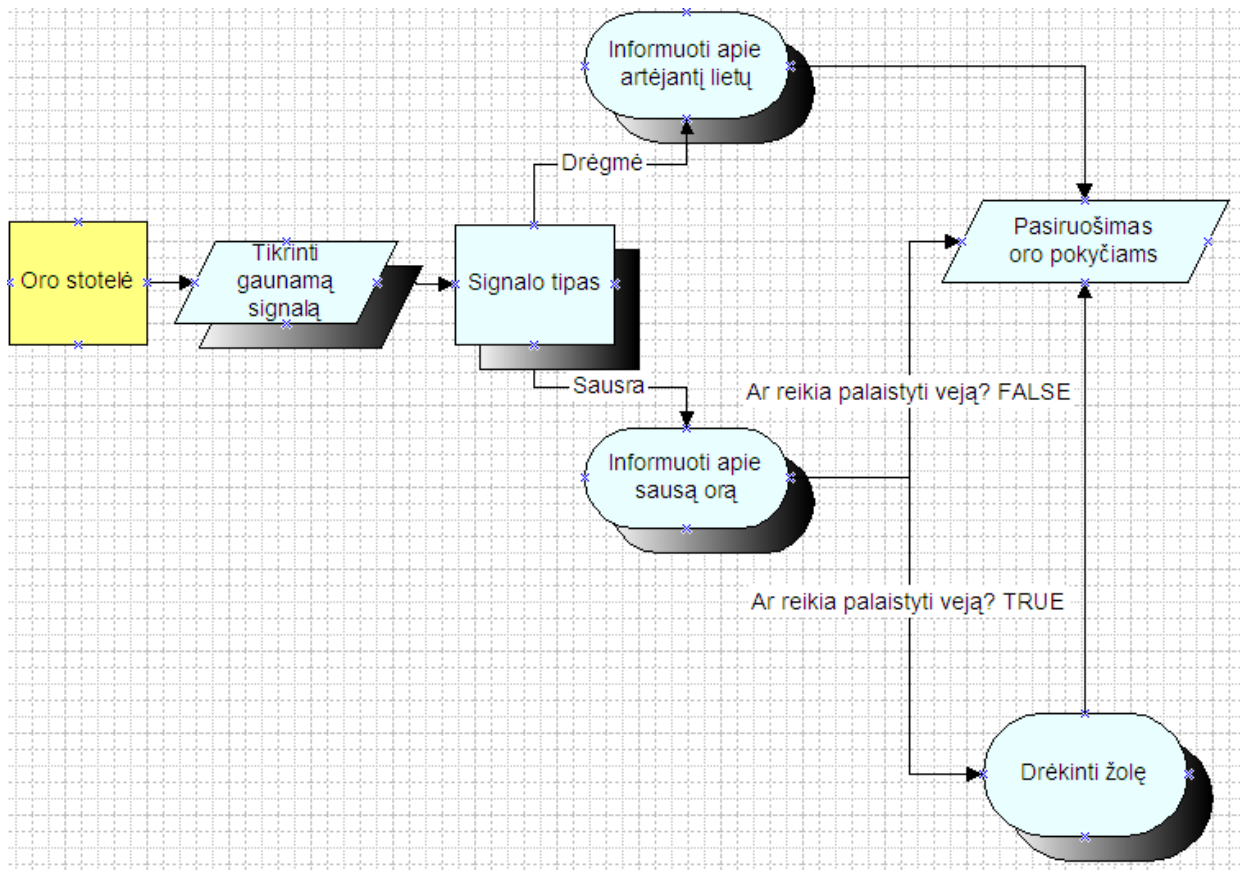 Informuoti apie
artėjantį lietų
Drėgmė
Oro stotelė
Tikrinti
gaunamą
signalą
Signalo tipas
Pasiruošimas
oro pokyčiams
Sausra
Ar reikia palaistyti veją? FALSE
Informuoti apie
sausą orą
Ar reikia palaistyti veją? TRUE
Drėkinti žolę